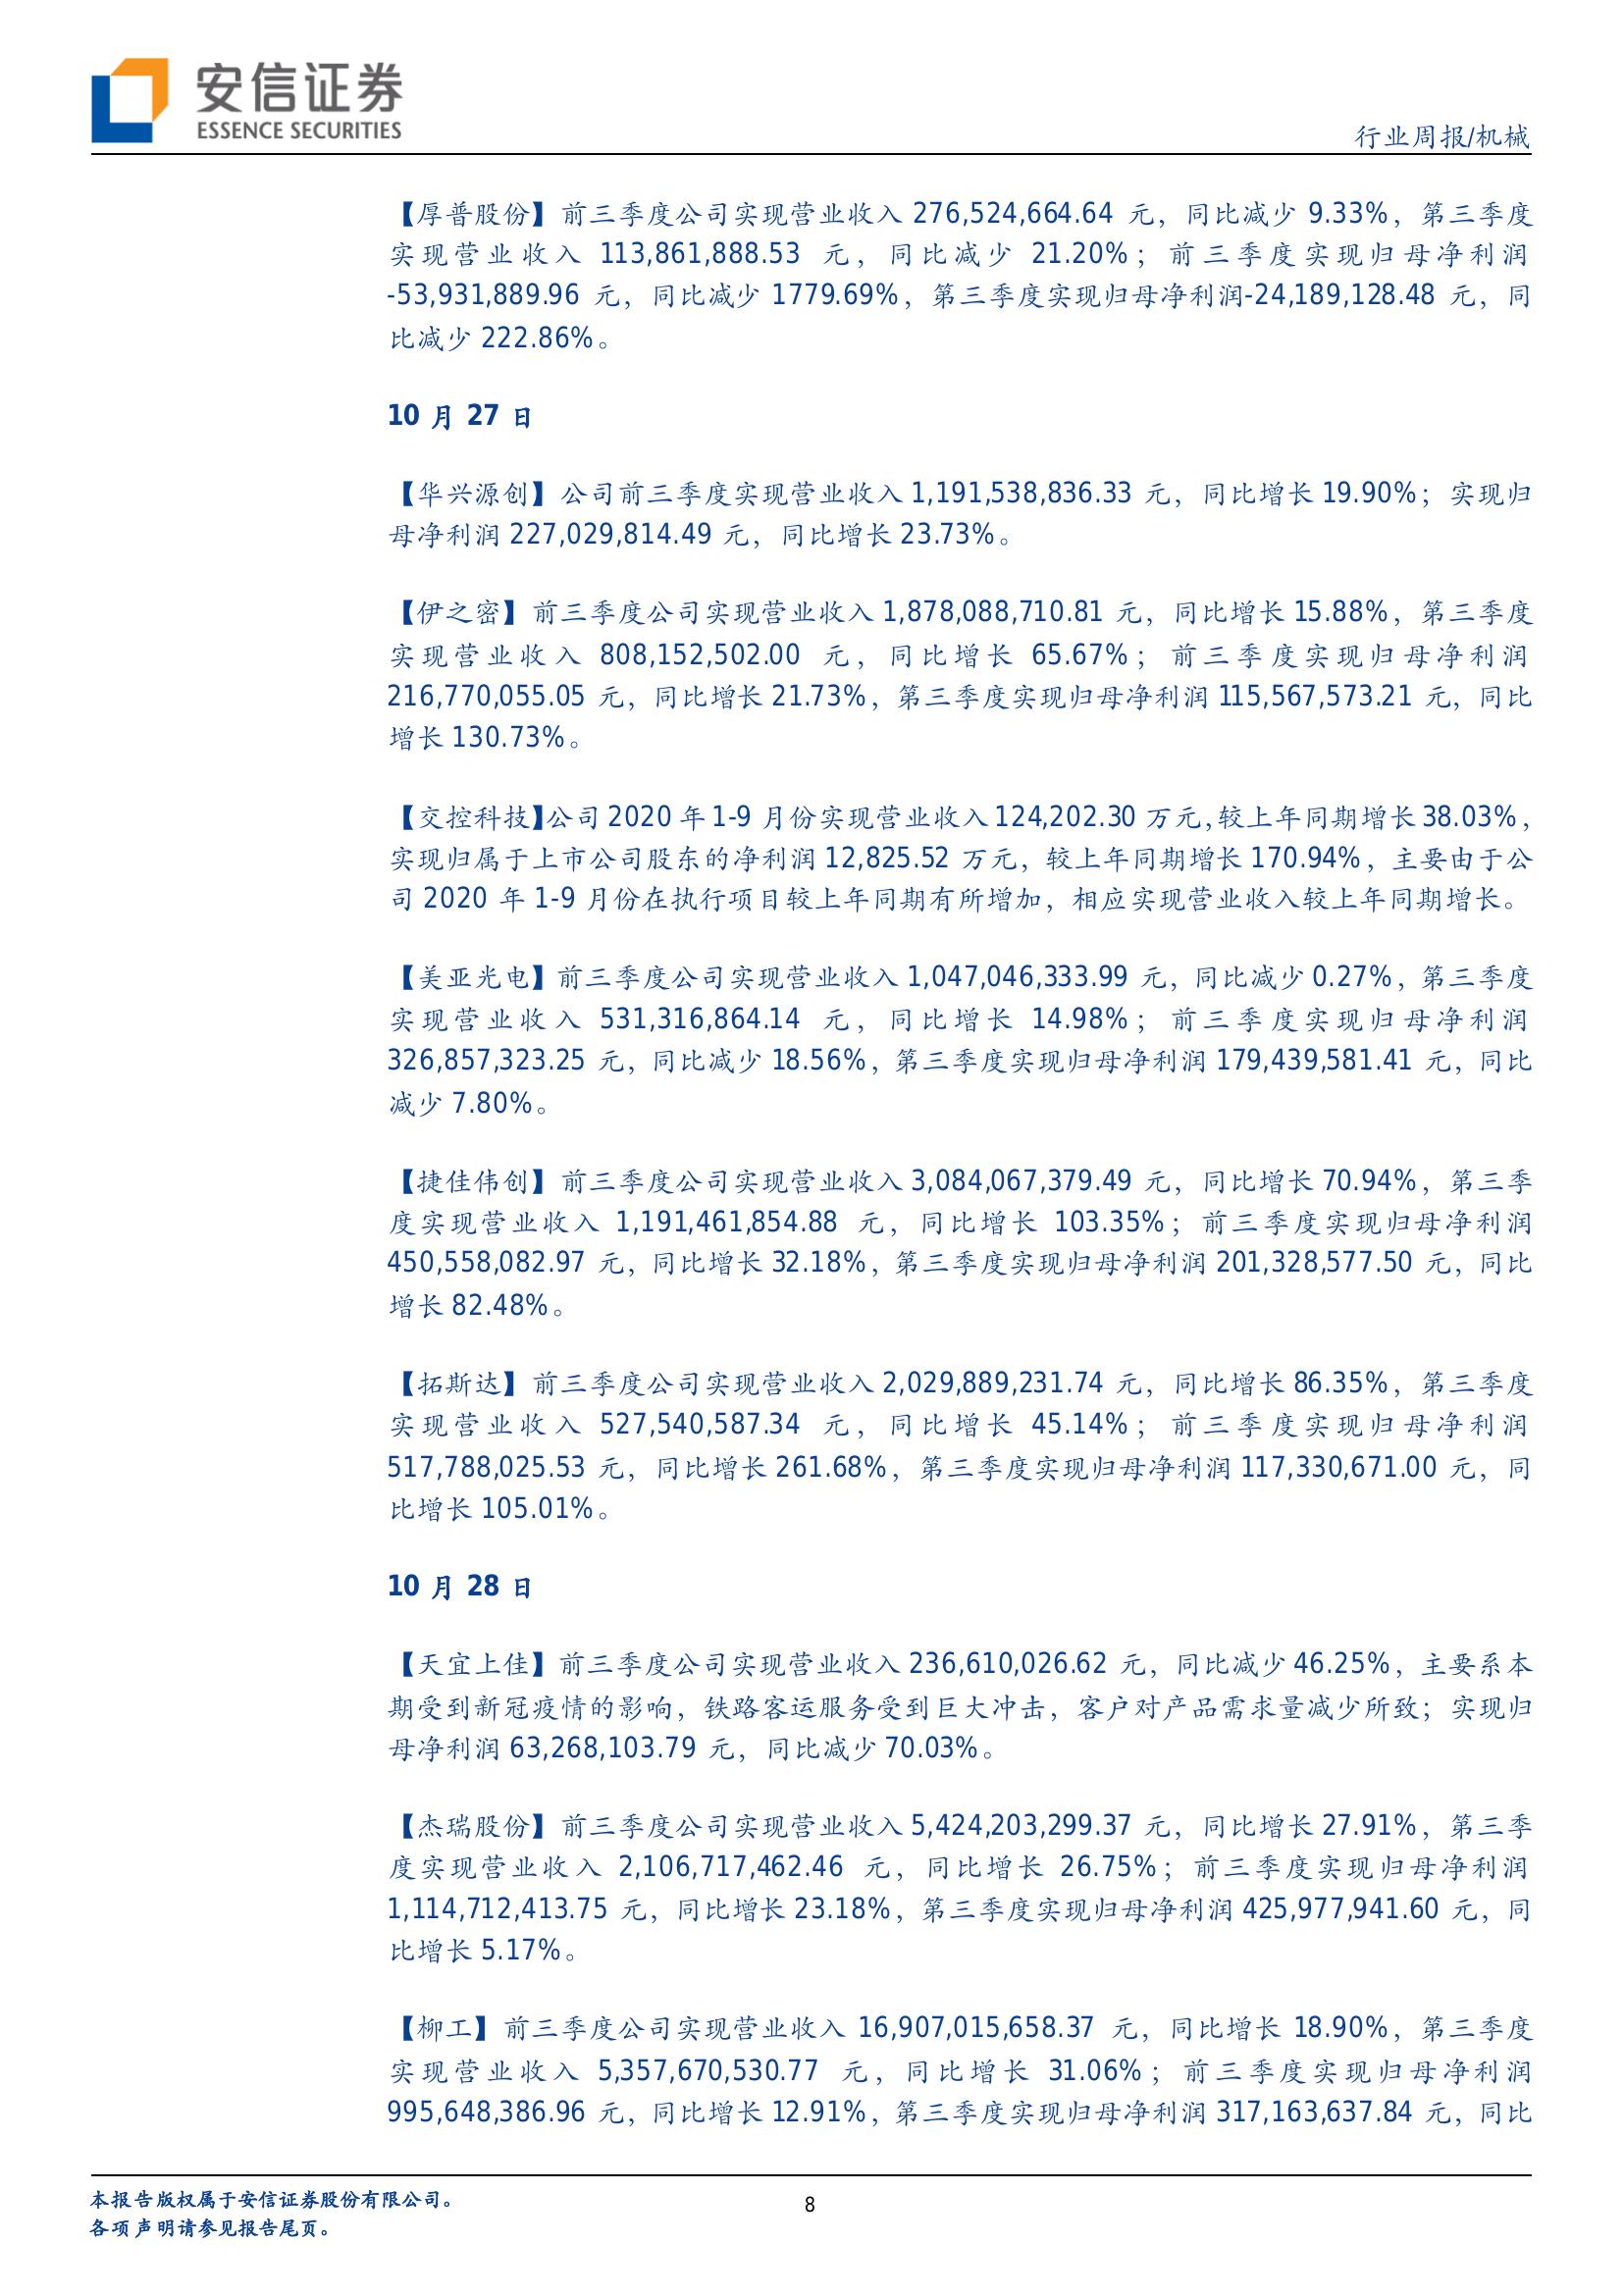 安信证券
ESSENCE SECURITIES
行业周报/机械
【厚普股份】前三季度公司实现营业收入 276,524,664.64 元，同比减少 9.33%，第三季度
实现营业收入 113,861,888.53 元，同比减少 21.20%；前三季度实现归母净利润
-53,931,889.96 元，同比减少 1779.69%，第三季度实现归母净利润-24,189,128.48 元，同
比减少 222.86%。
10 月 27 日
【华兴源创】公司前三季度实现营业收入 1,191,538,836.33 元，同比增长 19.90%；实现归
母净利润 227,029,814.49 元，同比增长 23.73%。
【伊之密】前三季度公司实现营业收入 1,878,088,710.81 元，同比增长 15.88%，第三季度
实现营业收入 808,152,502.00 元，同比增长 65.67%；前三季度实现归母净利润
216,770,055.05 元，同比增长 21.73%，第三季度实现归母净利润 115,567,573.21 元，同比
增长 130.73%。
【交控科技】公司 2020 年 1-9 月份实现营业收入 124,202.30 万元，较上年同期增长 38.03%，
实现归属于上市公司股东的净利润 12,825.52 万元，较上年同期增长 170.94%，主要由于公
司 2020 年 1-9 月份在执行项目较上年同期有所增加，相应实现营业收入较上年同期增长。
【美亚光电】前三季度公司实现营业收入 1,047,046,333.99 元，同比减少 0.27%，第三季度
实现营业收入 531,316,864.14 元，同比增长 14.98%；前三季度实现归母净利润
326,857,323.25 元，同比减少 18.56%，第三季度实现归母净利润 179,439,581.41 元，同比
减少 7.80%。
【捷佳伟创】前三季度公司实现营业收入 3,084,067,379.49 元，同比增长 70.94%，第三季
度实现营业收入 1,191,461,854.88 元，同比增长 103.35%；前三季度实现归母净利润
450,558,082.97 元，同比增长 32.18%，第三季度实现归母净利润 201,328,577.50 元，同比
增长 82.48%。
【拓斯达】前三季度公司实现营业收入 2,029,889,231.74 元，同比增长 86.35%，第三季度
实现营业收入 527,540,587.34 元，同比增长 45.14%；前三季度实现归母净利润
517,788,025.53 元，同比增长 261.68%，第三季度实现归母净利润 117,330,671.00 元，同
比增长 105.01%。
10 月 28 日
【天宜上佳】前三季度公司实现营业收入 236,610,026.62 元，同比减少 46.25%，主要系本
期受到新冠疫情的影响，铁路客运服务受到巨大冲击，客户对产品需求量减少所致；实现归
母净利润 63,268,103.79 元，同比减少 70.03%。
【杰瑞股份】前三季度公司实现营业收入 5,424,203,299.37 元，同比增长 27.91%，第三季
度实现营业收入 2,106,717,462.46 元，同比增长 26.75%；前三季度实现归母净利润
1,114,712,413.75 元，同比增长 23.18%，第三季度实现归母净利润 425,977,941.60 元，同
比增长 5.17%。
【柳工】前三季度公司实现营业收入 16,907,015,658.37 元，同比增长 18.90%，第三季度
实现营业收入 5,357,670,530.77 元，同比增长 31.06%；前三季度实现归母净利润
995,648,386.96 元，同比增长 12.91%，第三季度实现归母净利润 317,163,637.84 元，同比
本报告版权属于安信证券股份有限公司。
各项声明请参见报告尾页。
8